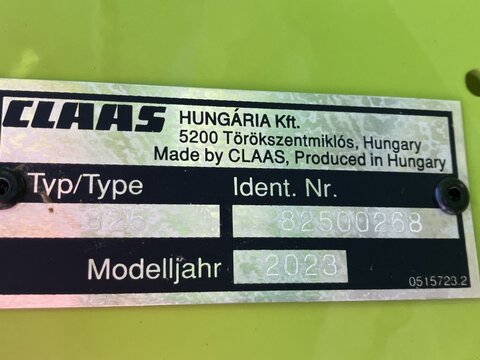 CLAAS
HUNGÁRIA Kft.
5200 Törökszentmiklós, Hungary
Made by CLAAS, Produced in Hungary
Typ/Type
Ident. Nr.
825
82500268
Modelljahr 2023
0515723.2